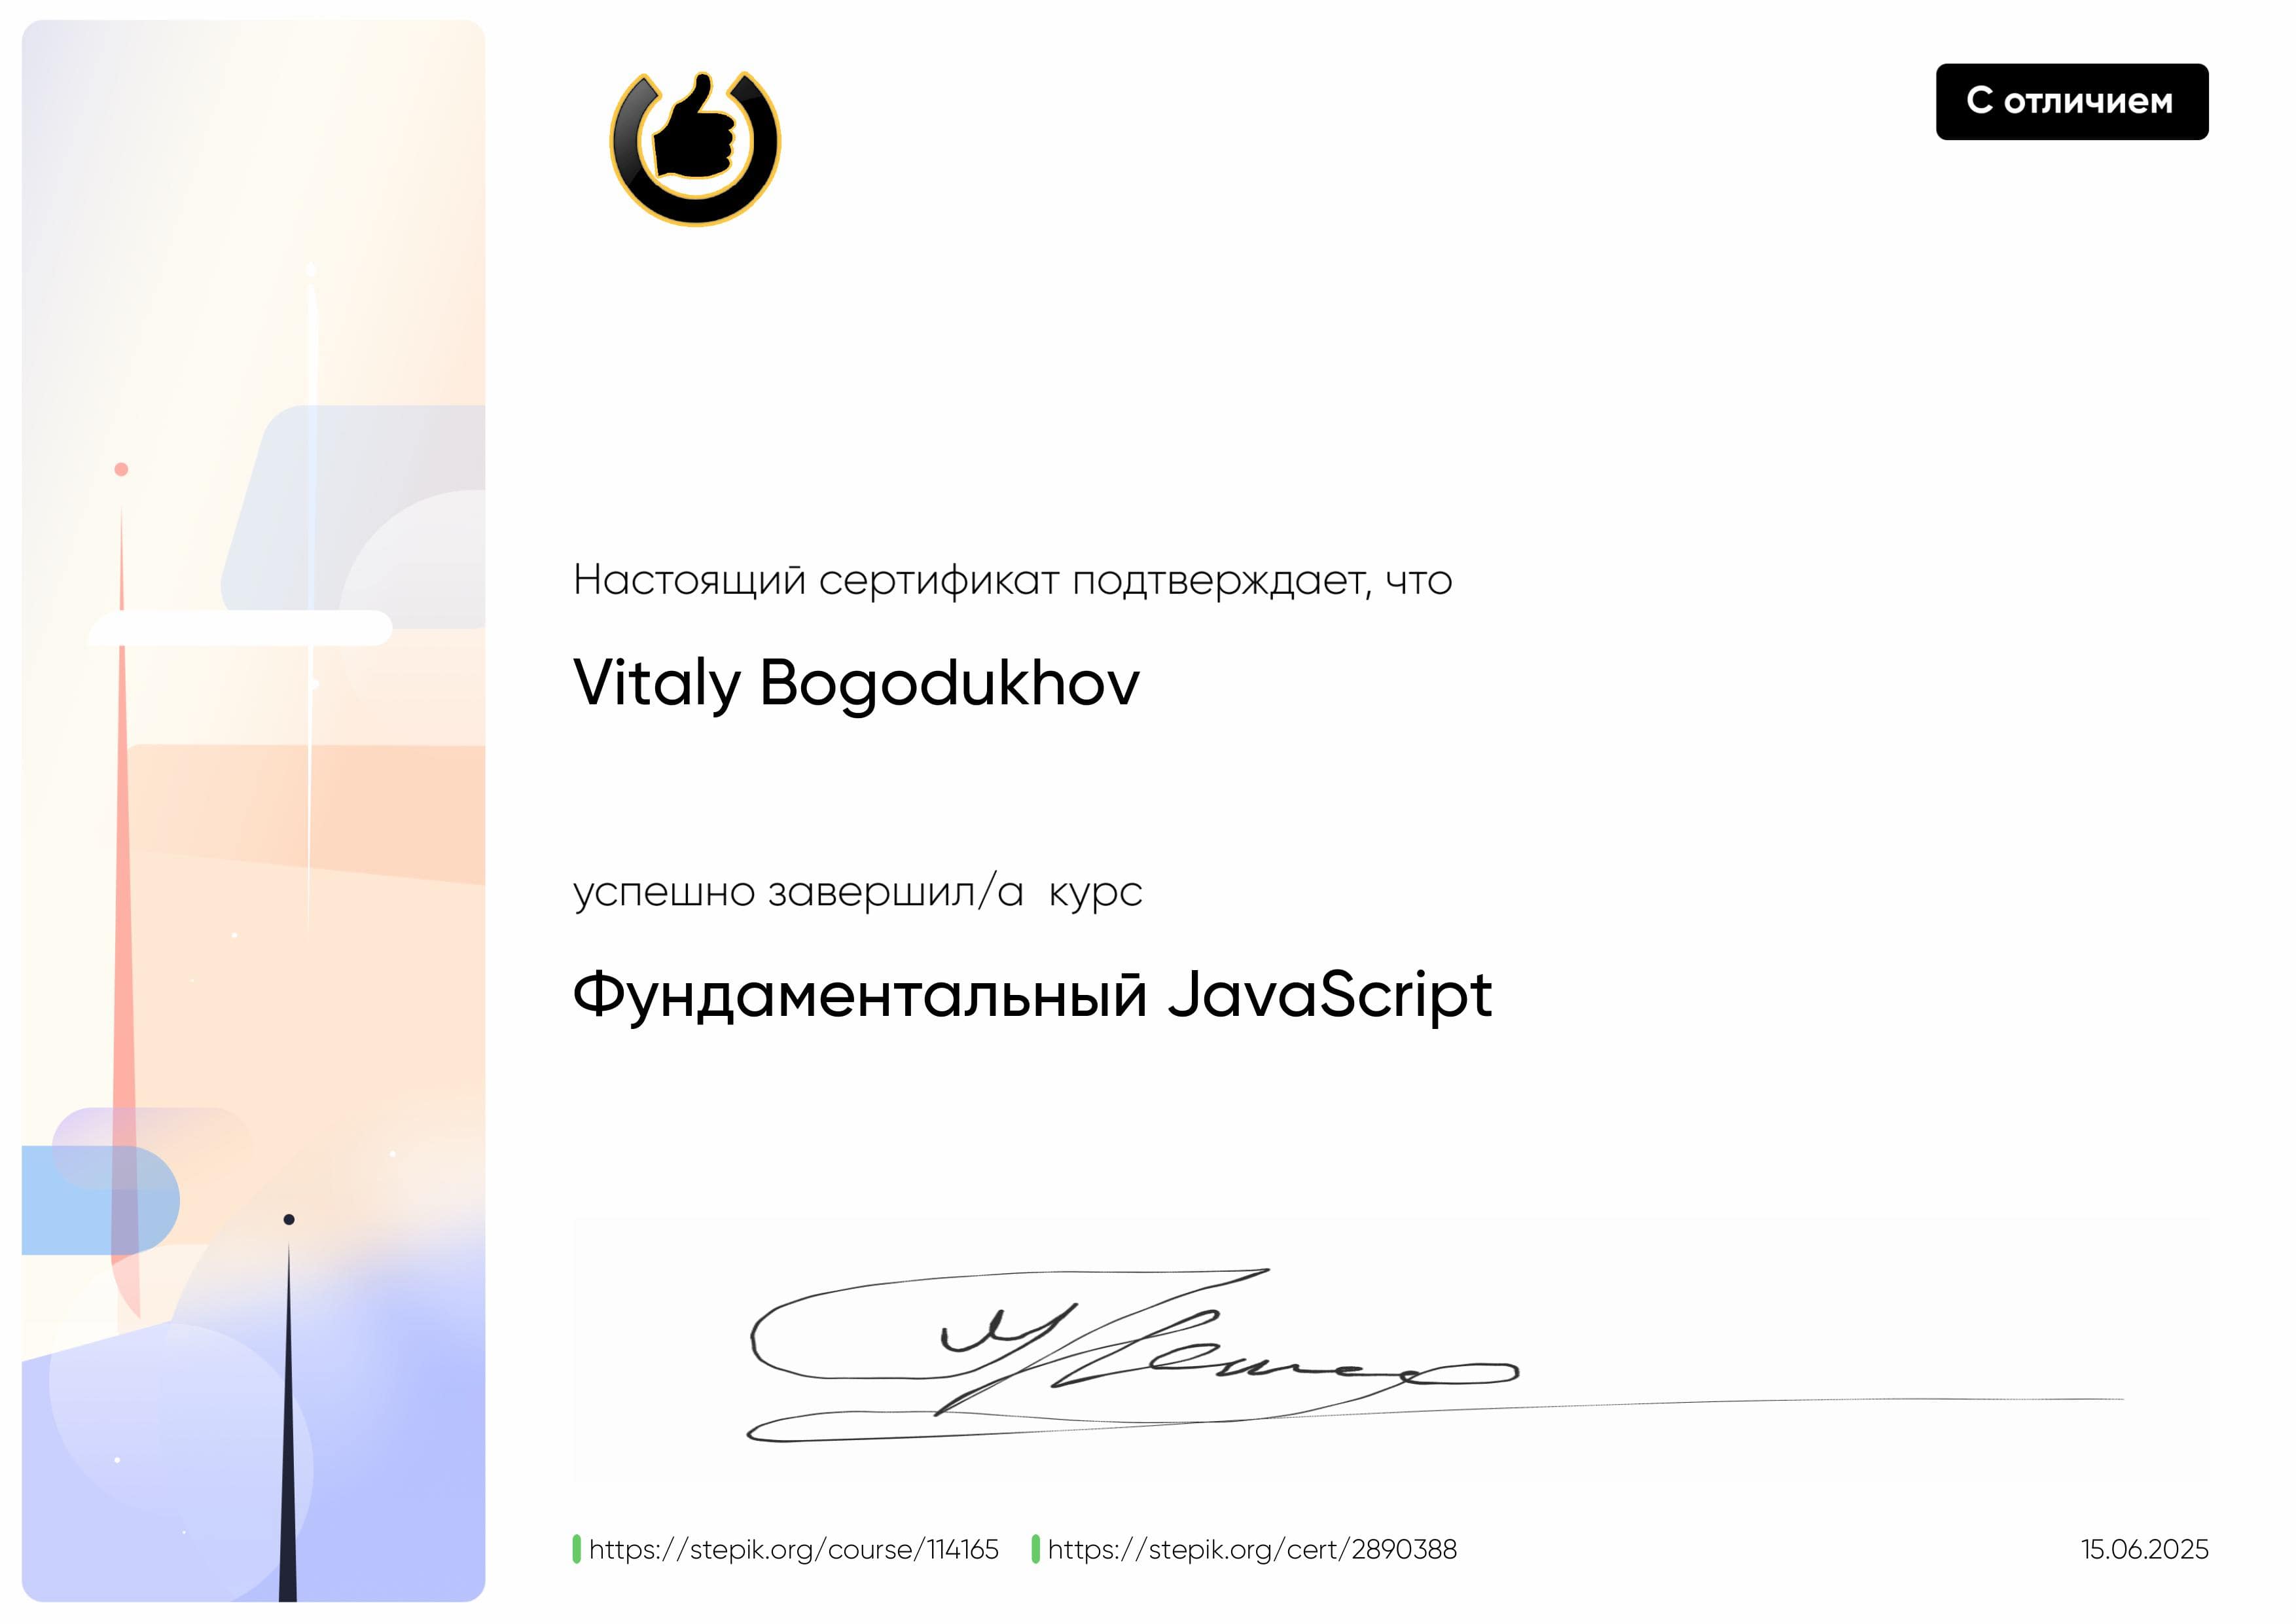 С отличием
Настоящий сертификат подтверждает, что
Vitaly Bogodukhov
успешно завершил/а курс
Фундаментальный JavaScript
https://stepik.org/course/114165 https://stepik.org/cert/2890388
15.06.2025